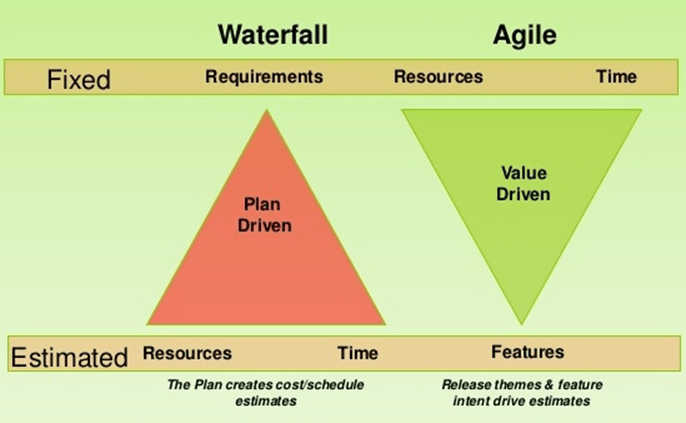 Waterfall Agile
Fixed Requirements Resources Time
Plan
Driven
Value
Driven
Estimated Resources Time Features
The Plan creates cost/schedule
estimates
Release themes & feature
intent drive estimates